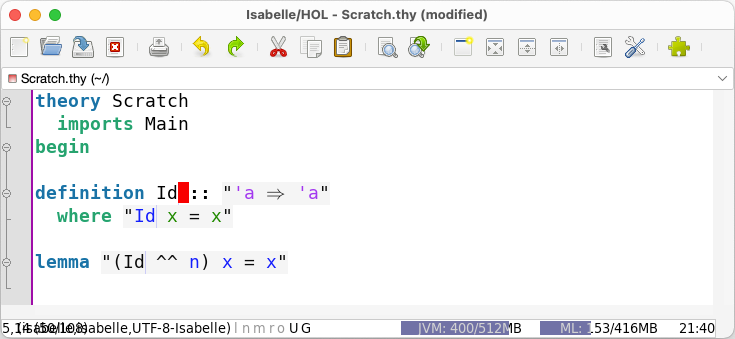 Isabelle/HOL - Scratch.thy (modified)
Scratch.thy (~/)
theory Scratch
imports Main
begin
definition Id :: "'a ⇒ 'a"
where "Id x = x"
lemma "(Id ^^ n) x = x"
5,14 (50/108) (isabelle,isabelle,UTF-8-Isabelle) l n m r o U G JVM: 400/512MB ML: 153/416MB 21:40